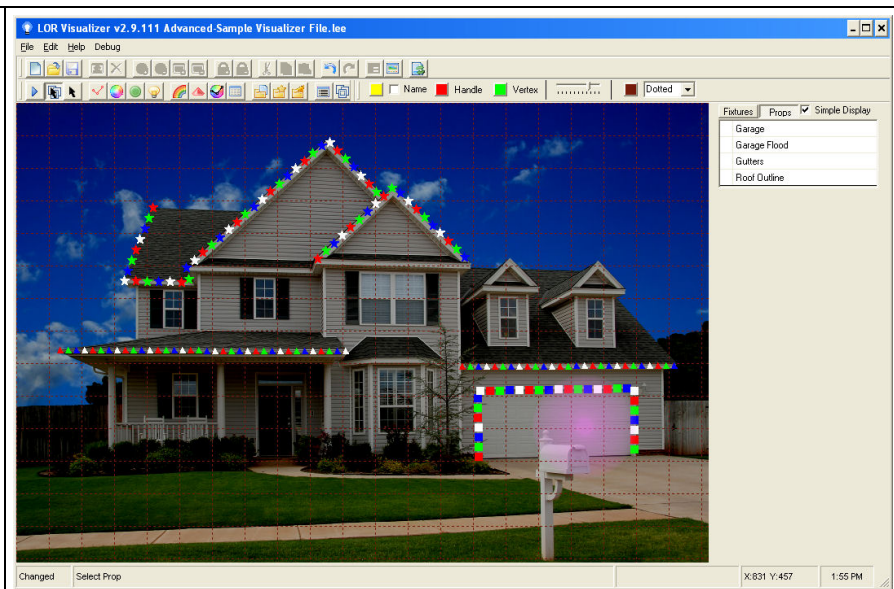 LOR Visualizer v2.9.111 Advanced-Sample Visualizer File.lee
File Edit Help Debug
Name Handle Vertex Dotted
Fixtures Props Simple Display
Garage
Garage Flood
Gutters
Roof Outline
Changed Select Prop X:831 Y:457 1:55 PM